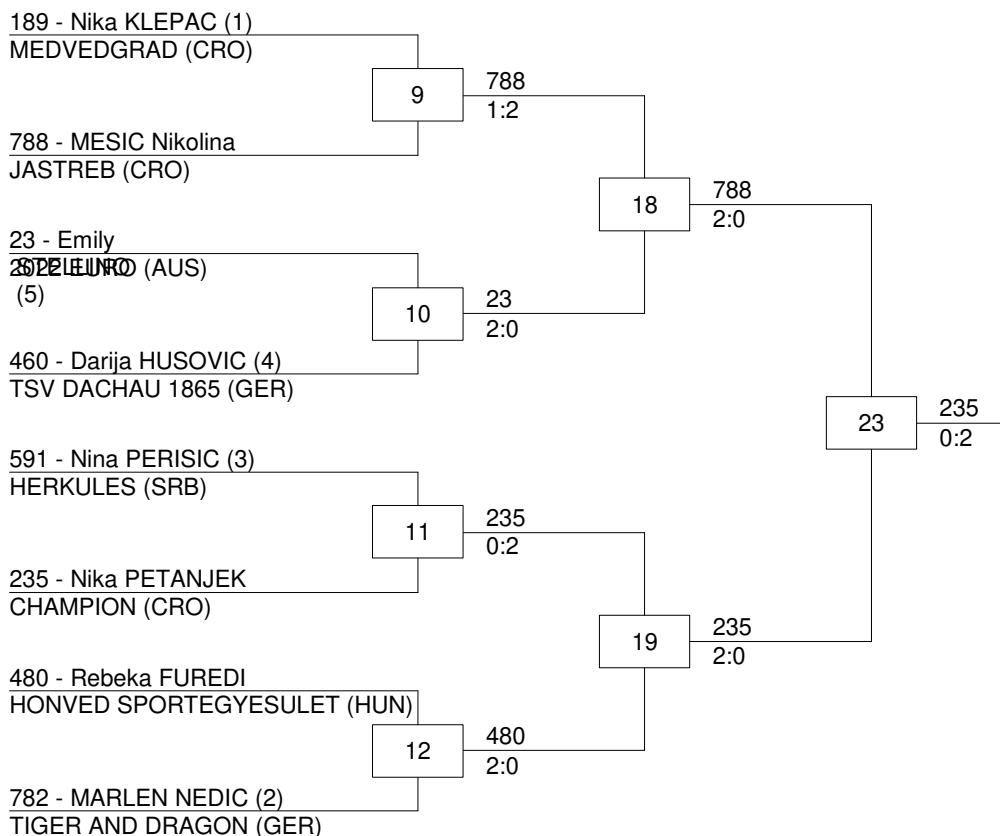 189 - Nika KLEPAC (1)
MEDVEDGRAD (CRO)
9
788
1:2
788 - MESIC Nikolina
JASTREB (CRO)
18
788
2:0
23 - Emily
STELLINO
2022 EURO (AUS)
(5)
10
23
2:0
460 - Darija HUSOVIC (4)
TSV DACHAU 1865 (GER)
23
235
0:2
591 - Nina PERISIC (3)
HERKULES (SRB)
11
235
0:2
235 - Nika PETANJEK
CHAMPION (CRO)
19
235
2:0
480 - Rebeka FUREDI
HONVED SPORTEGYESULET (HUN)
12
480
2:0
782 - MARLEN NEDIC (2)
TIGER AND DRAGON (GER)